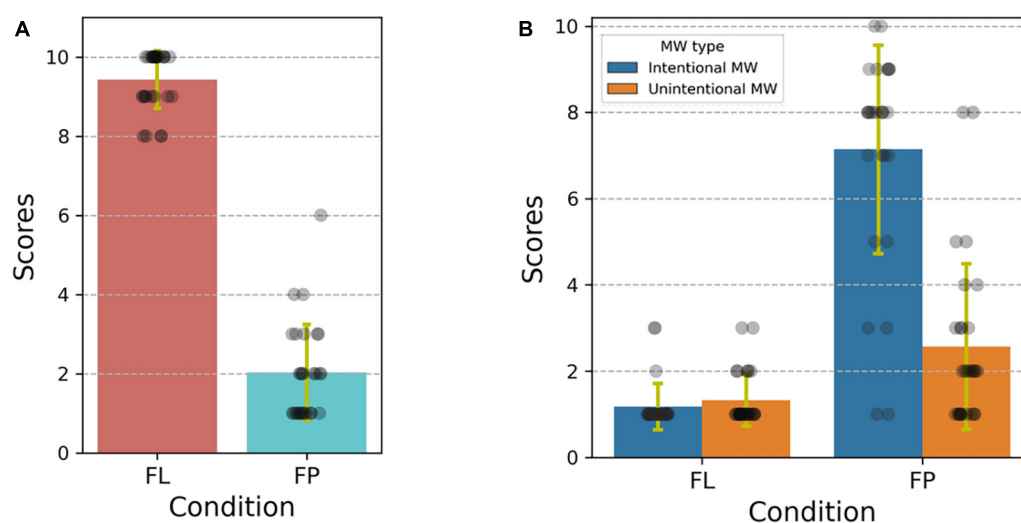 A
Scores
10
8
6
4
2
0
FL FP
Condition
B
Scores
10
8
6
4
2
0
MW type
Intentional MW
Unintentional MW
FL FP
Condition